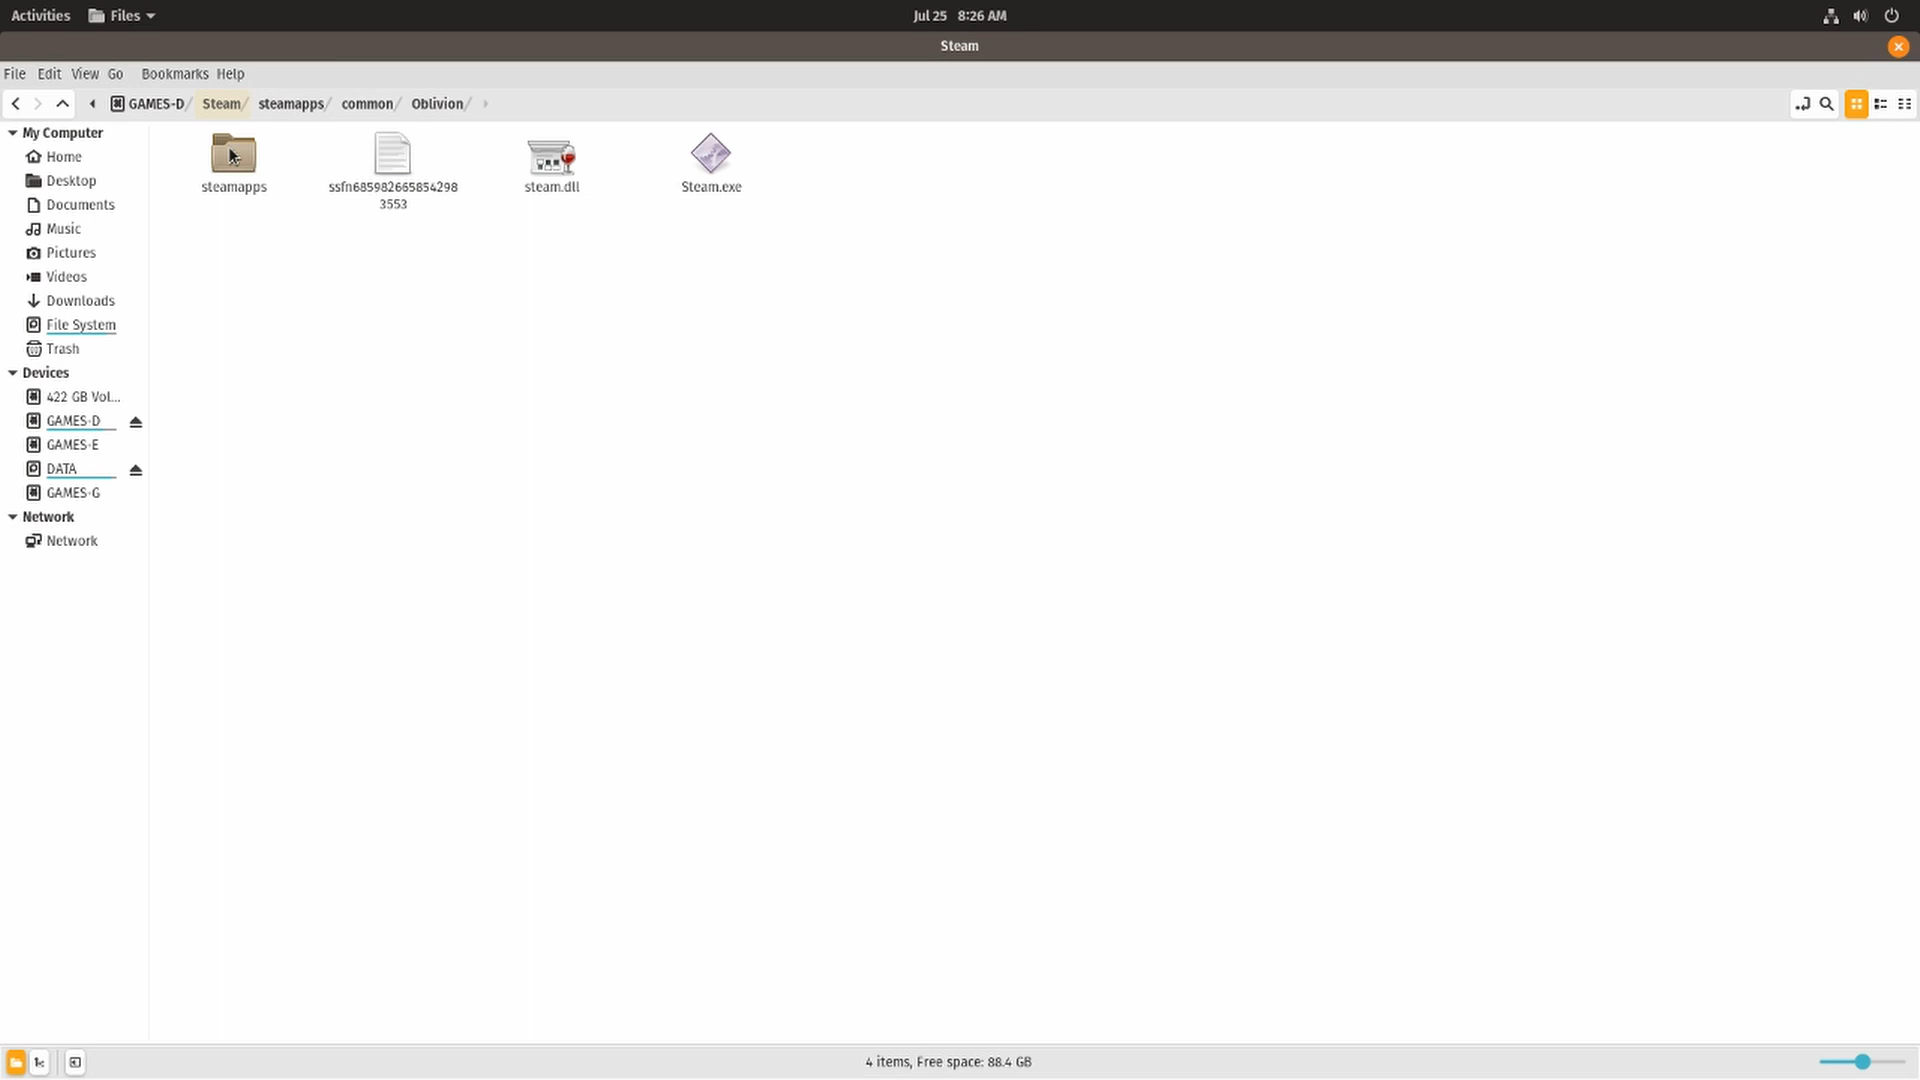 Activities Files Jul 25 8:26 AM
Steam
File Edit View Go Bookmarks Help
GAMES-D/ Steam/ steamapps/ common/ Oblivion/
My Computer
Home
Desktop
Documents
Music
Pictures
Videos
Downloads
File System
Trash
Devices
422 GB Vol...
GAMES-D
GAMES-E
DATA
GAMES-G
Network
Network
steamapps
ssfn685982665854298
3553
steam.dll
Steam.exe
4 items, Free space: 88.4 GB